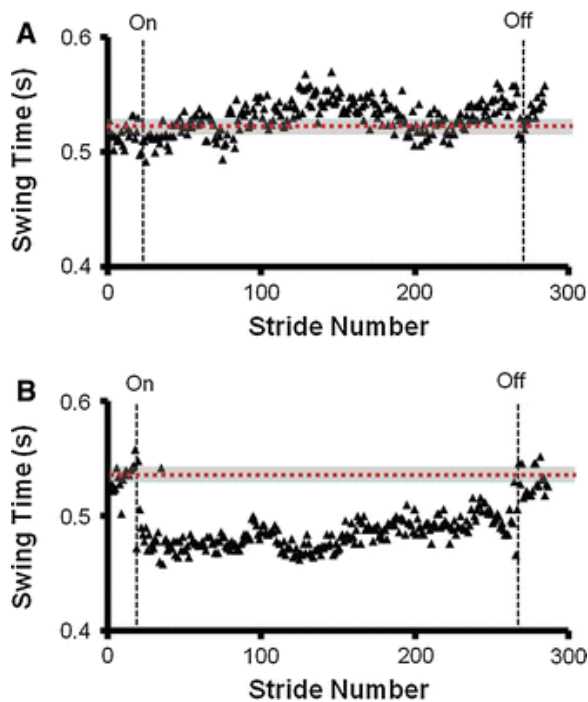 A
On
Off
0.6
0.5
0.4
Swing Time (s)
0
100
200
300
Stride Number
B
On
Off
0.6
0.5
0.4
Swing Time (s)
0
100
200
300
Stride Number